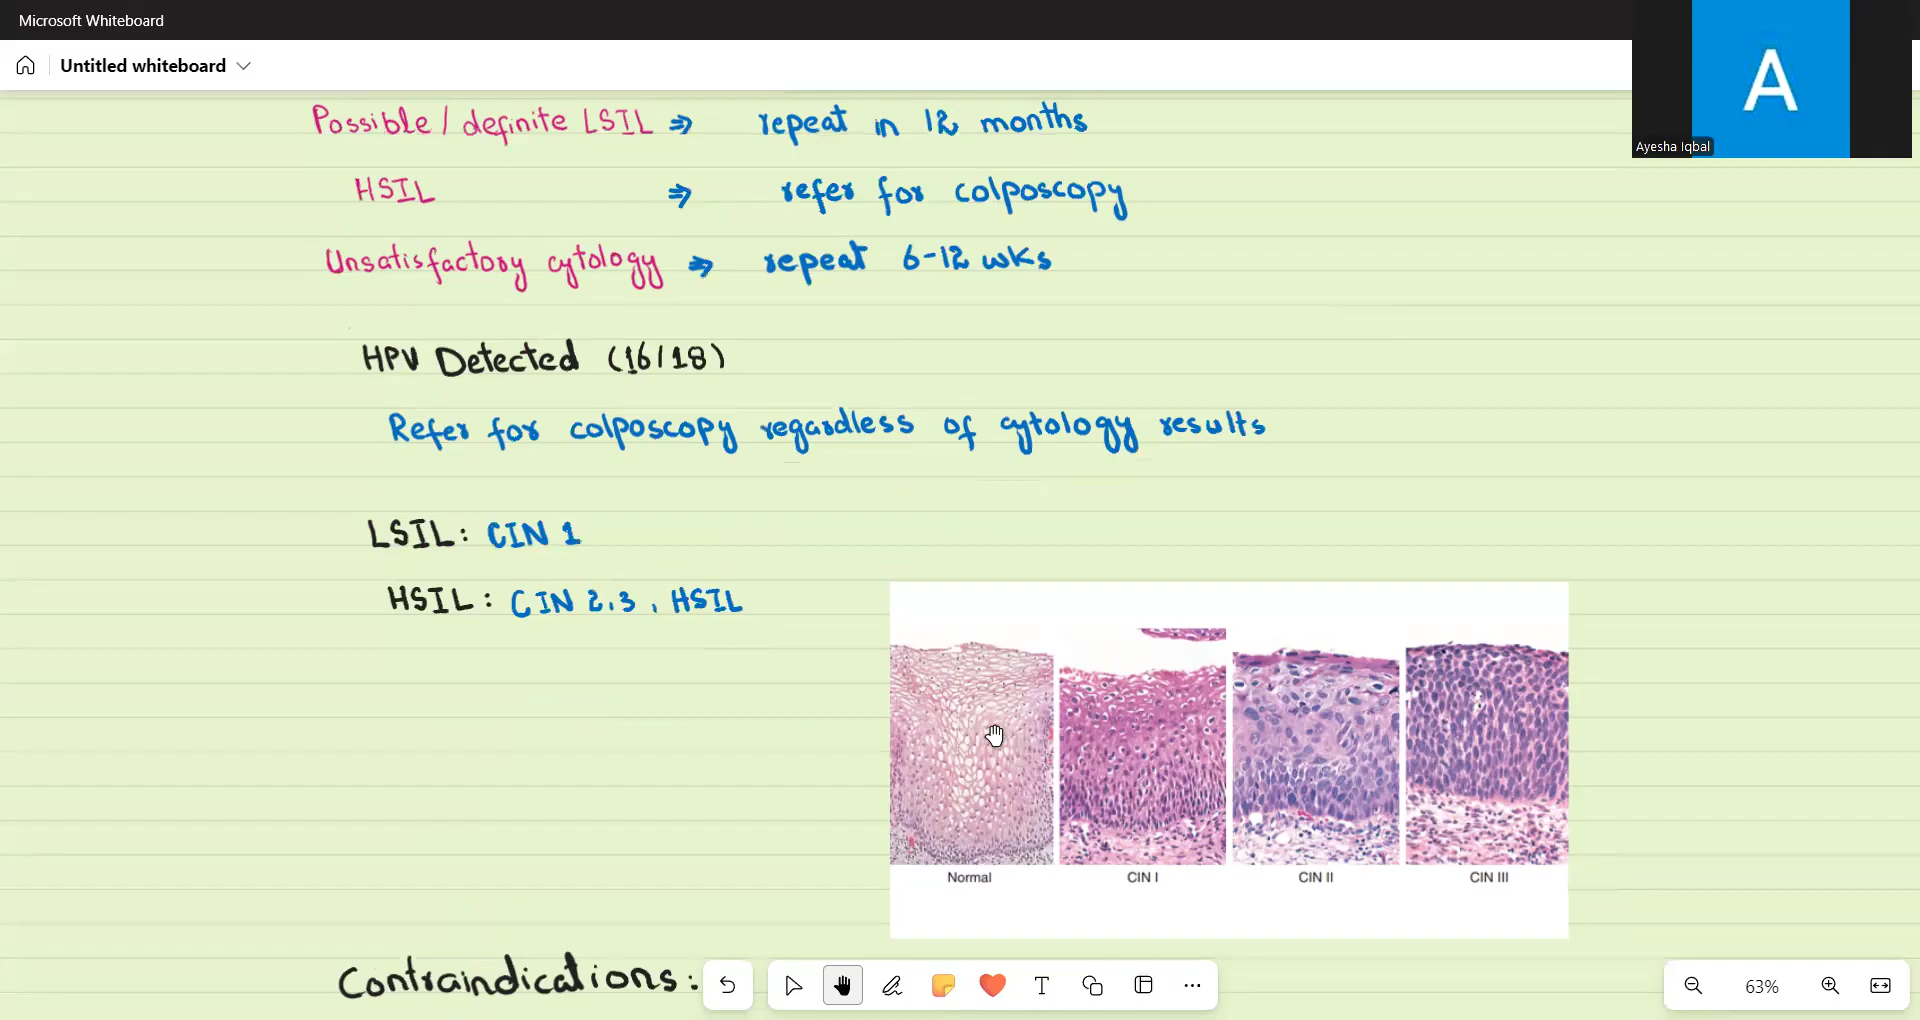 Microsoft Whiteboard
Untitled whiteboard
A
Ayesha Iqbal
Possible / definite LSIL ⇒ repeat in 12 months
HSIL ⇒ refer for colposcopy
Unsatisfactory cytology ⇒ repeat 6-12 wks
HPV Detected (16/18)
Refer for colposcopy regardless of cytology results
LSIL: CIN 1
HSIL: CIN 2,3, HSIL
Normal CIN I CIN II CIN III
Contraindications:
63%